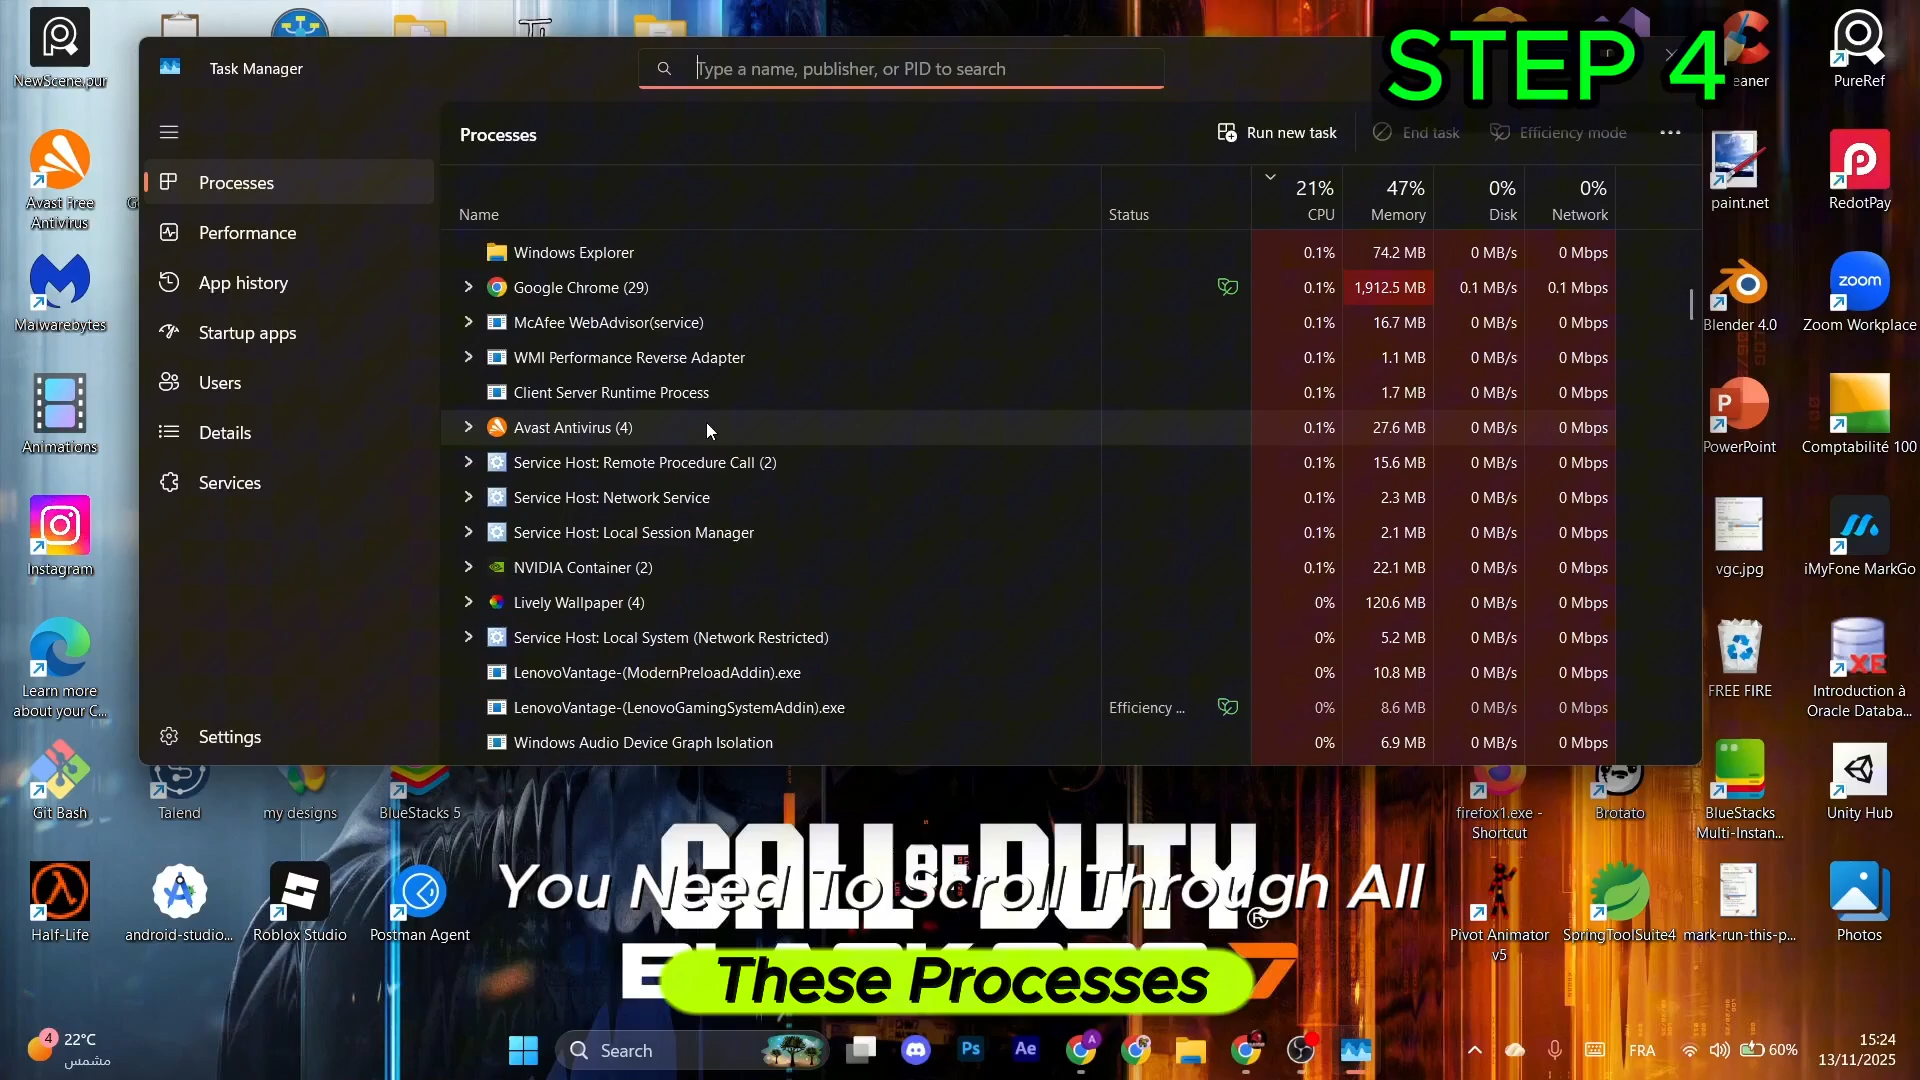 STEP 4
NewScene.pur
Avast Free
Antivirus
Malwarebytes
Animations
Instagram
Learn more
about your C...
Git Bash
Half-Life
Talend
my designs
BlueStacks 5
android-studio...
Roblox Studio
Postman Agent
Task Manager
Type a name, publisher, or PID to search
Processes
Performance
App history
Startup apps
Users
Details
Services
Settings
Processes
Run new task
End task
Efficiency mode
21% 47% 0% 0%
Name Status CPU Memory Disk Network
Windows Explorer 0.1% 74.2 MB 0 MB/s 0 Mbps
Google Chrome (29) 0.1% 1,912.5 MB 0.1 MB/s 0.1 Mbps
McAfee WebAdvisor(service) 0.1% 16.7 MB 0 MB/s 0 Mbps
WMI Performance Reverse Adapter 0.1% 1.1 MB 0 MB/s 0 Mbps
Client Server Runtime Process 0.1% 1.7 MB 0 MB/s 0 Mbps
Avast Antivirus (4) 0.1% 27.6 MB 0 MB/s 0 Mbps
Service Host: Remote Procedure Call (2) 0.1% 15.6 MB 0 MB/s 0 Mbps
Service Host: Network Service 0.1% 2.3 MB 0 MB/s 0 Mbps
Service Host: Local Session Manager 0.1% 2.1 MB 0 MB/s 0 Mbps
NVIDIA Container (2) 0.1% 22.1 MB 0 MB/s 0 Mbps
Lively Wallpaper (4) 0% 120.6 MB 0 MB/s 0 Mbps
Service Host: Local System (Network Restricted) 0% 5.2 MB 0 MB/s 0 Mbps
LenovoVantage-(ModernPreloadAddin).exe 0% 10.8 MB 0 MB/s 0 Mbps
LenovoVantage-(LenovoGamingSystemAddin).exe Efficiency ... 0% 8.6 MB 0 MB/s 0 Mbps
Windows Audio Device Graph Isolation 0% 6.9 MB 0 MB/s 0 Mbps
PureRef
paint.net
RedotPay
zoom
Blender 4.0
Zoom Workplace
PowerPoint
Comptabilité 100
vgc.jpg
iMyFone MarkGo
FREE FIRE
XE
Introduction à
Oracle Databa...
firefox1.exe -
Shortcut
Brotato
BlueStacks
Multi-Instan...
Unity Hub
Pivot Animator
v5
SpringToolSuite4
mark-run-this-p...
Photos
CALL OF DUTY
You Need To Scroll Through All
These Processes
7
4
22°C
مشمس
Search
Ps
Ae
FRA
60%
15:24
13/11/2025